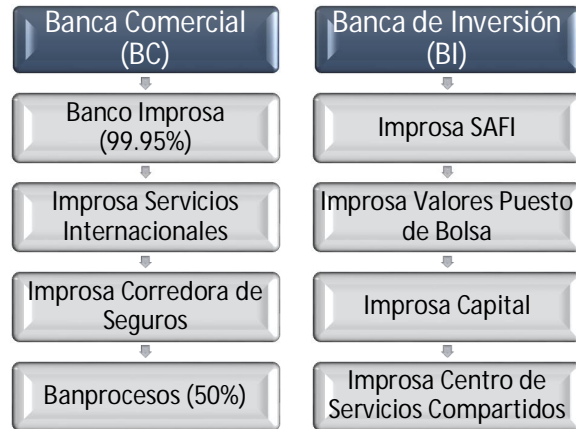 Banca Comercial
(BC)
Banco Improsa
(99.95%)
Improsa Servicios
Internacionales
Improsa Corredora de
Seguros
Banprocesos (50%)
Banca de Inversión
(BI)
Improsa SAFI
Improsa Valores Puesto
de Bolsa
Improsa Capital
Improsa Centro de
Servicios Compartidos